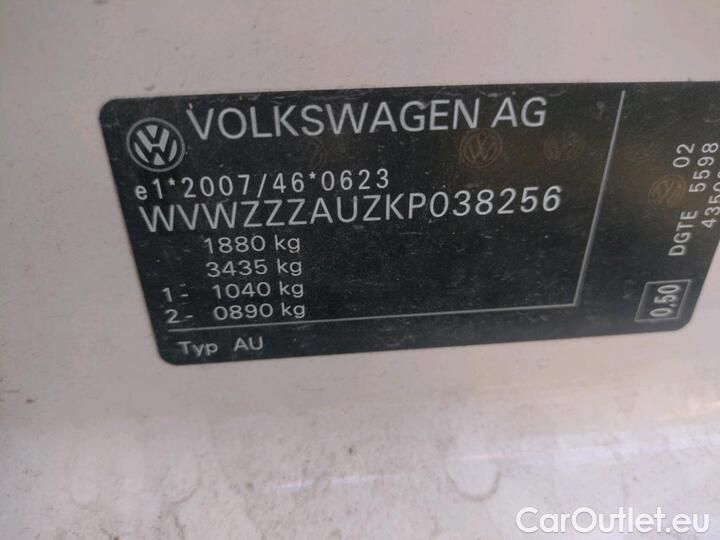 VOLKSWAGEN AG
e1*2007/46*0623
WVWZZZAUZKP038256
1880 kg
3435 kg
1- 1040 kg
2- 0890 kg
Typ AU
02
DGTE 5598
0.50
CarOutlet.eu